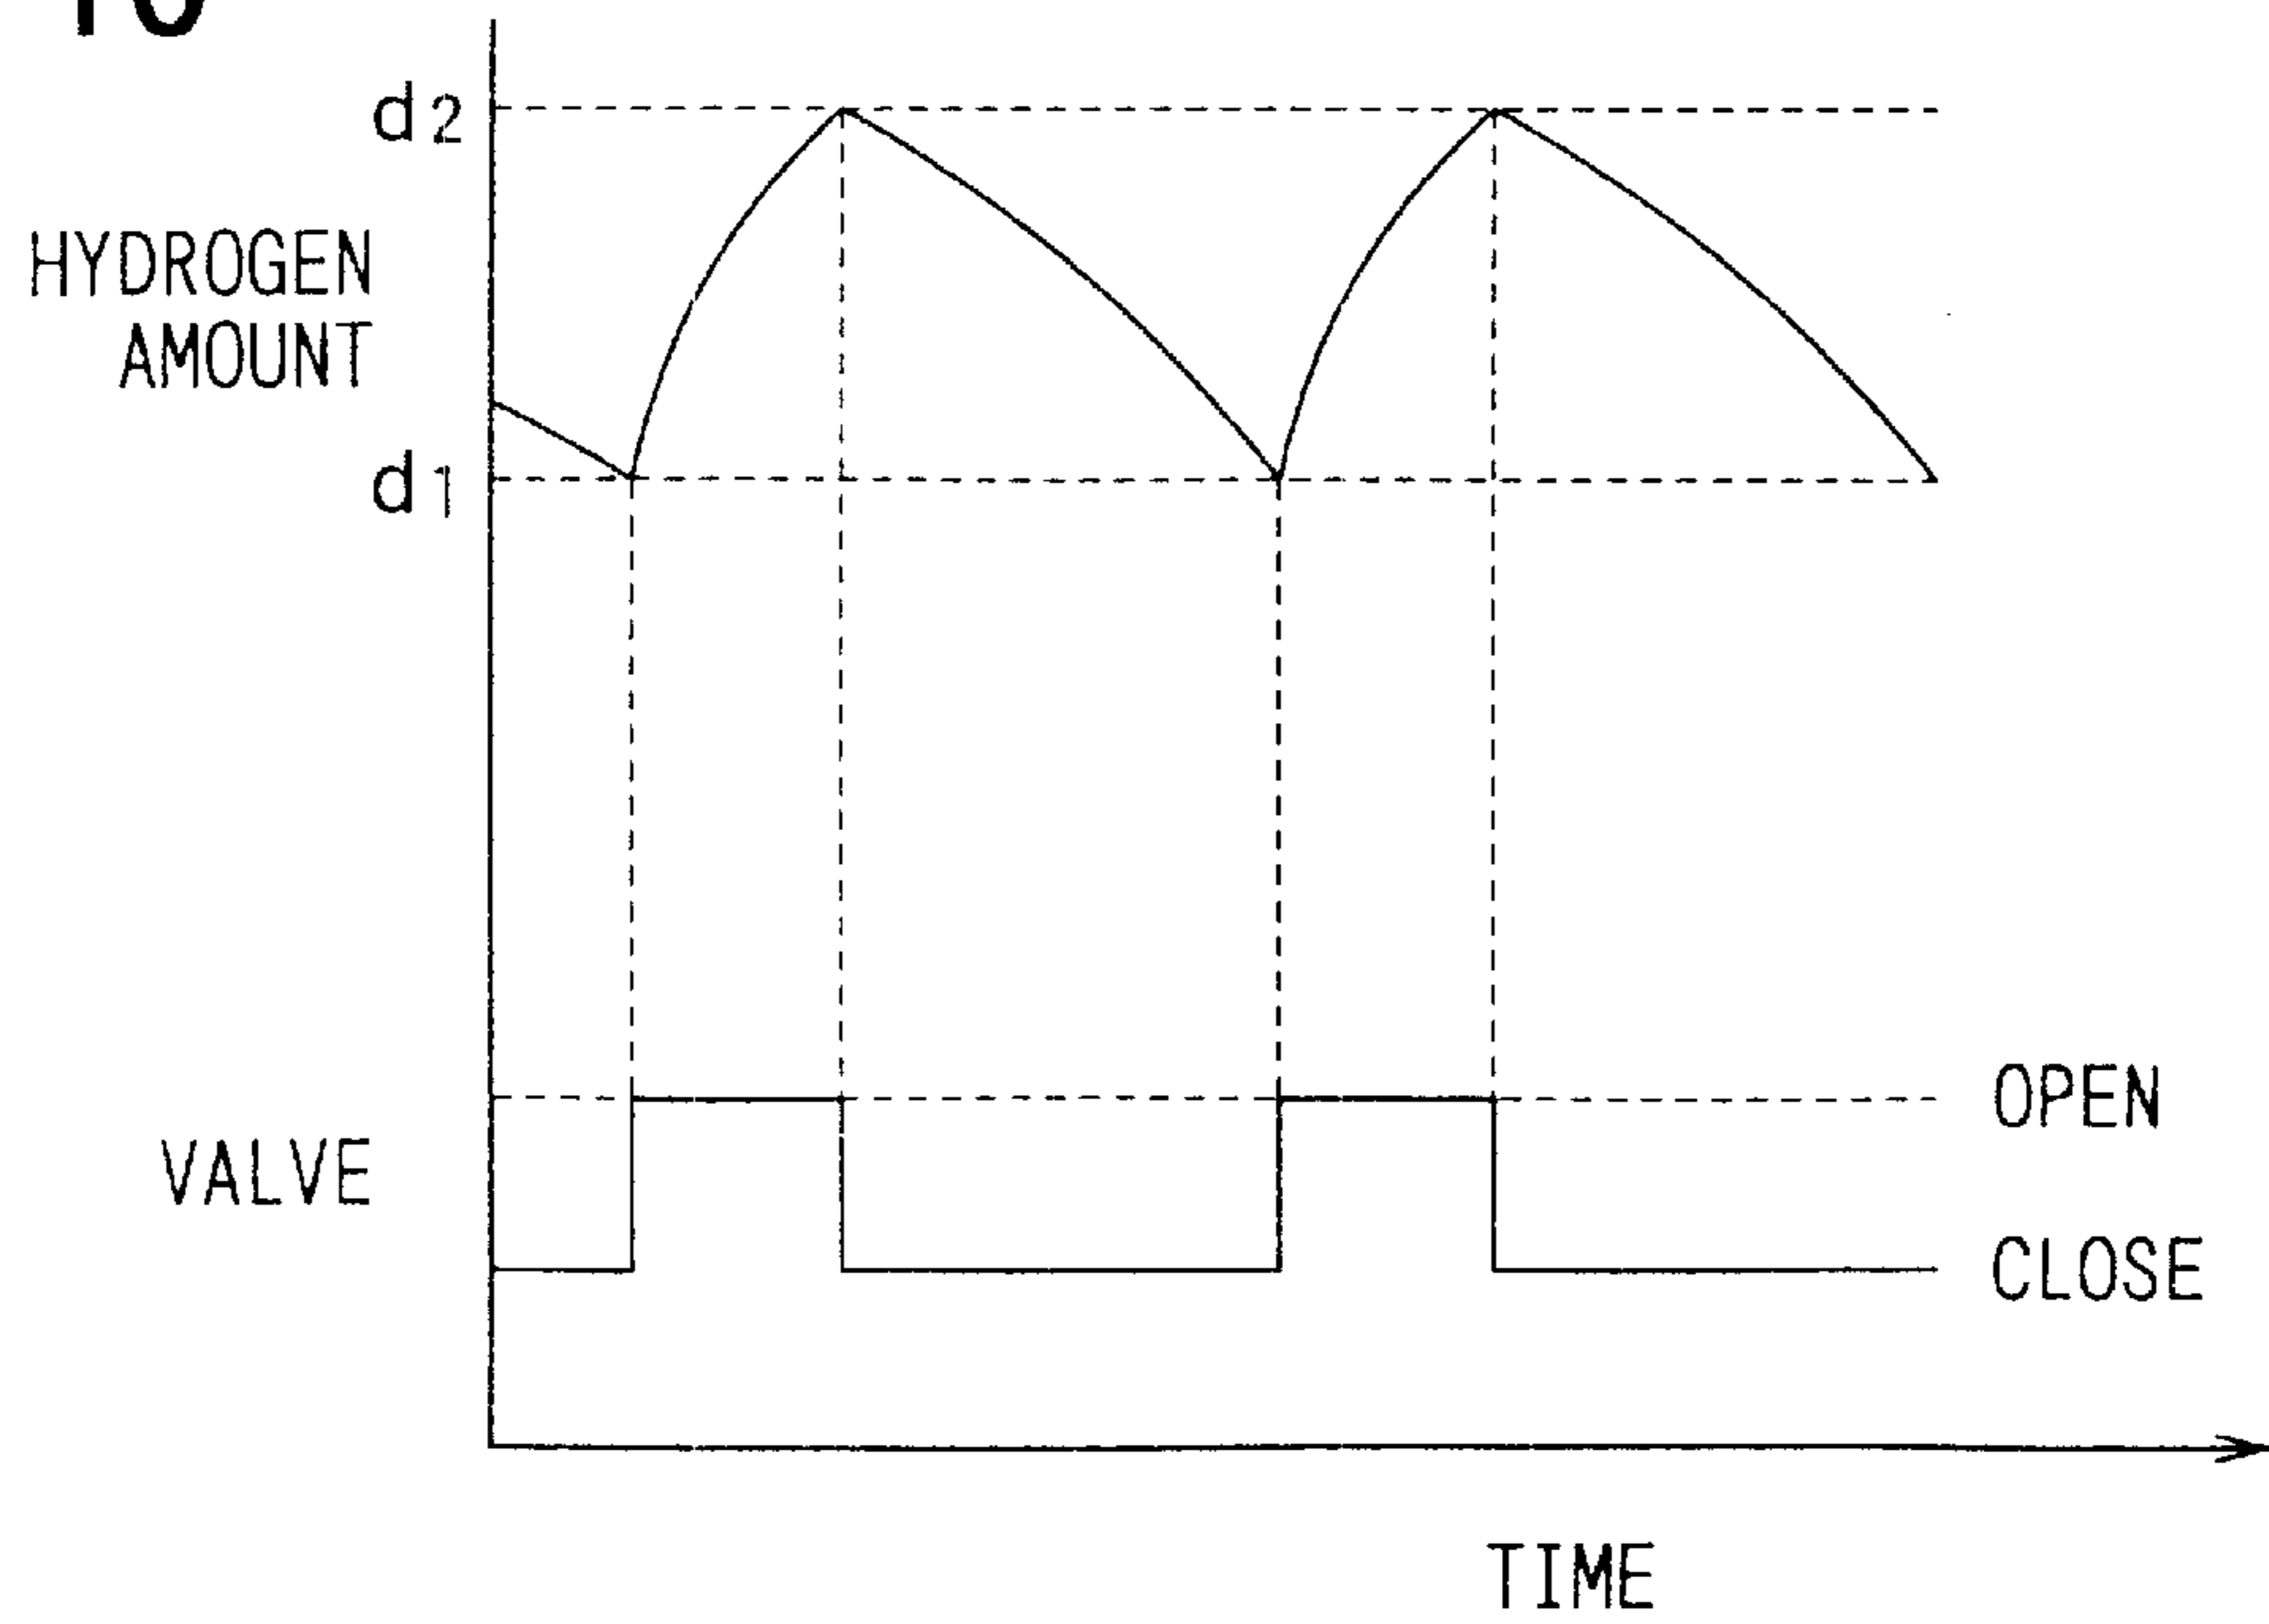 d2
HYDROGEN
AMOUNT
d1
OPEN
VALVE
CLOSE
TIME